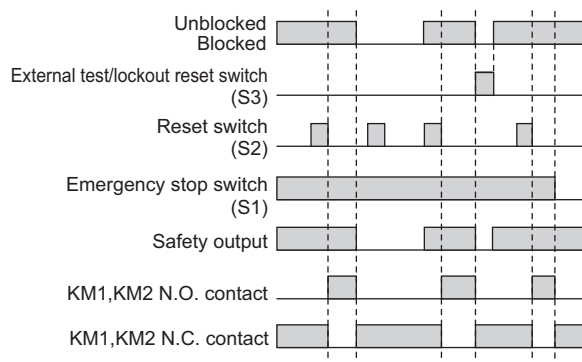 Unblocked
Blocked
External test/lockout reset switch
(S3)
Reset switch
(S2)
Emergency stop switch
(S1)
Safety output
KM1,KM2 N.O. contact
KM1,KM2 N.C. contact